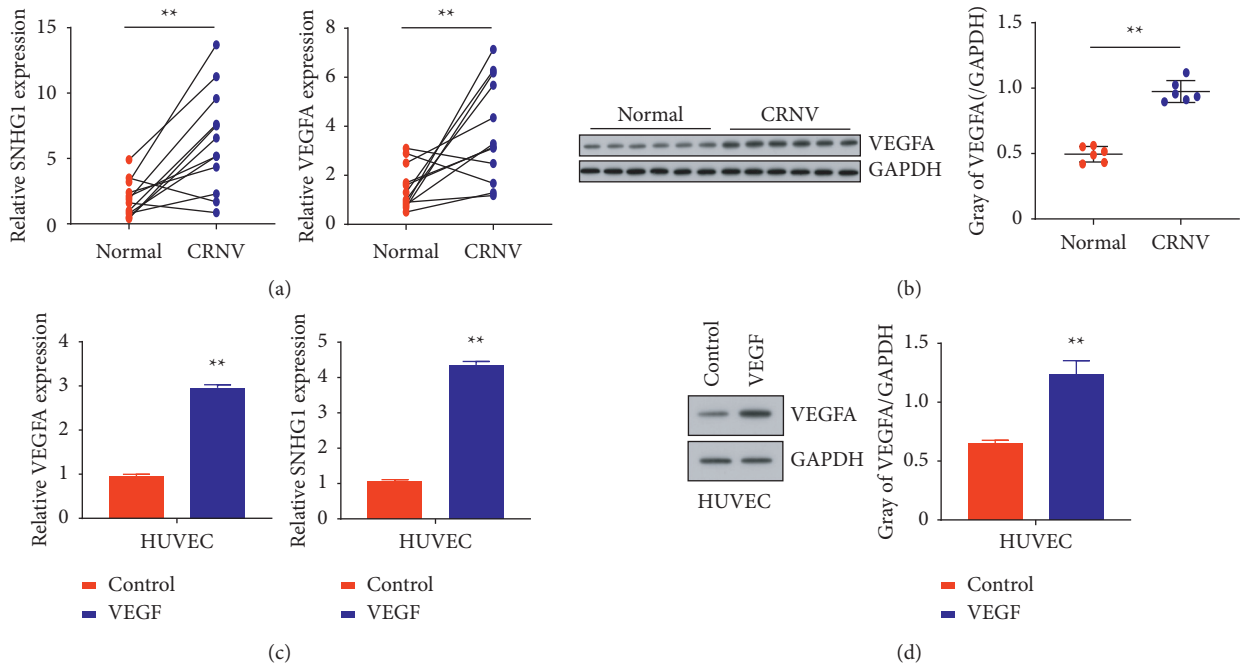 Relative SNHG1 expression
15
10
5
0
**
Normal
CRNV
Relative VEGFA expression
8
6
4
2
0
**
Normal
CRNV
(a)
Normal
CRNV
VEGFA
GAPDH
Gray of VEGFA(/GAPDH)
1.5
1.0
0.5
0
**
Normal
CRNV
(b)
Relative VEGFA expression
4
3
2
1
0
**
HUVEC
Control
VEGF
Relative SNHG1 expression
5
4
3
2
1
0
**
HUVEC
Control
VEGF
(c)
Control
VEGF
VEGFA
GAPDH
HUVEC
Gray of VEGFA/GAPDH
1.5
1.0
0.5
0
**
HUVEC
Control
VEGF
(d)